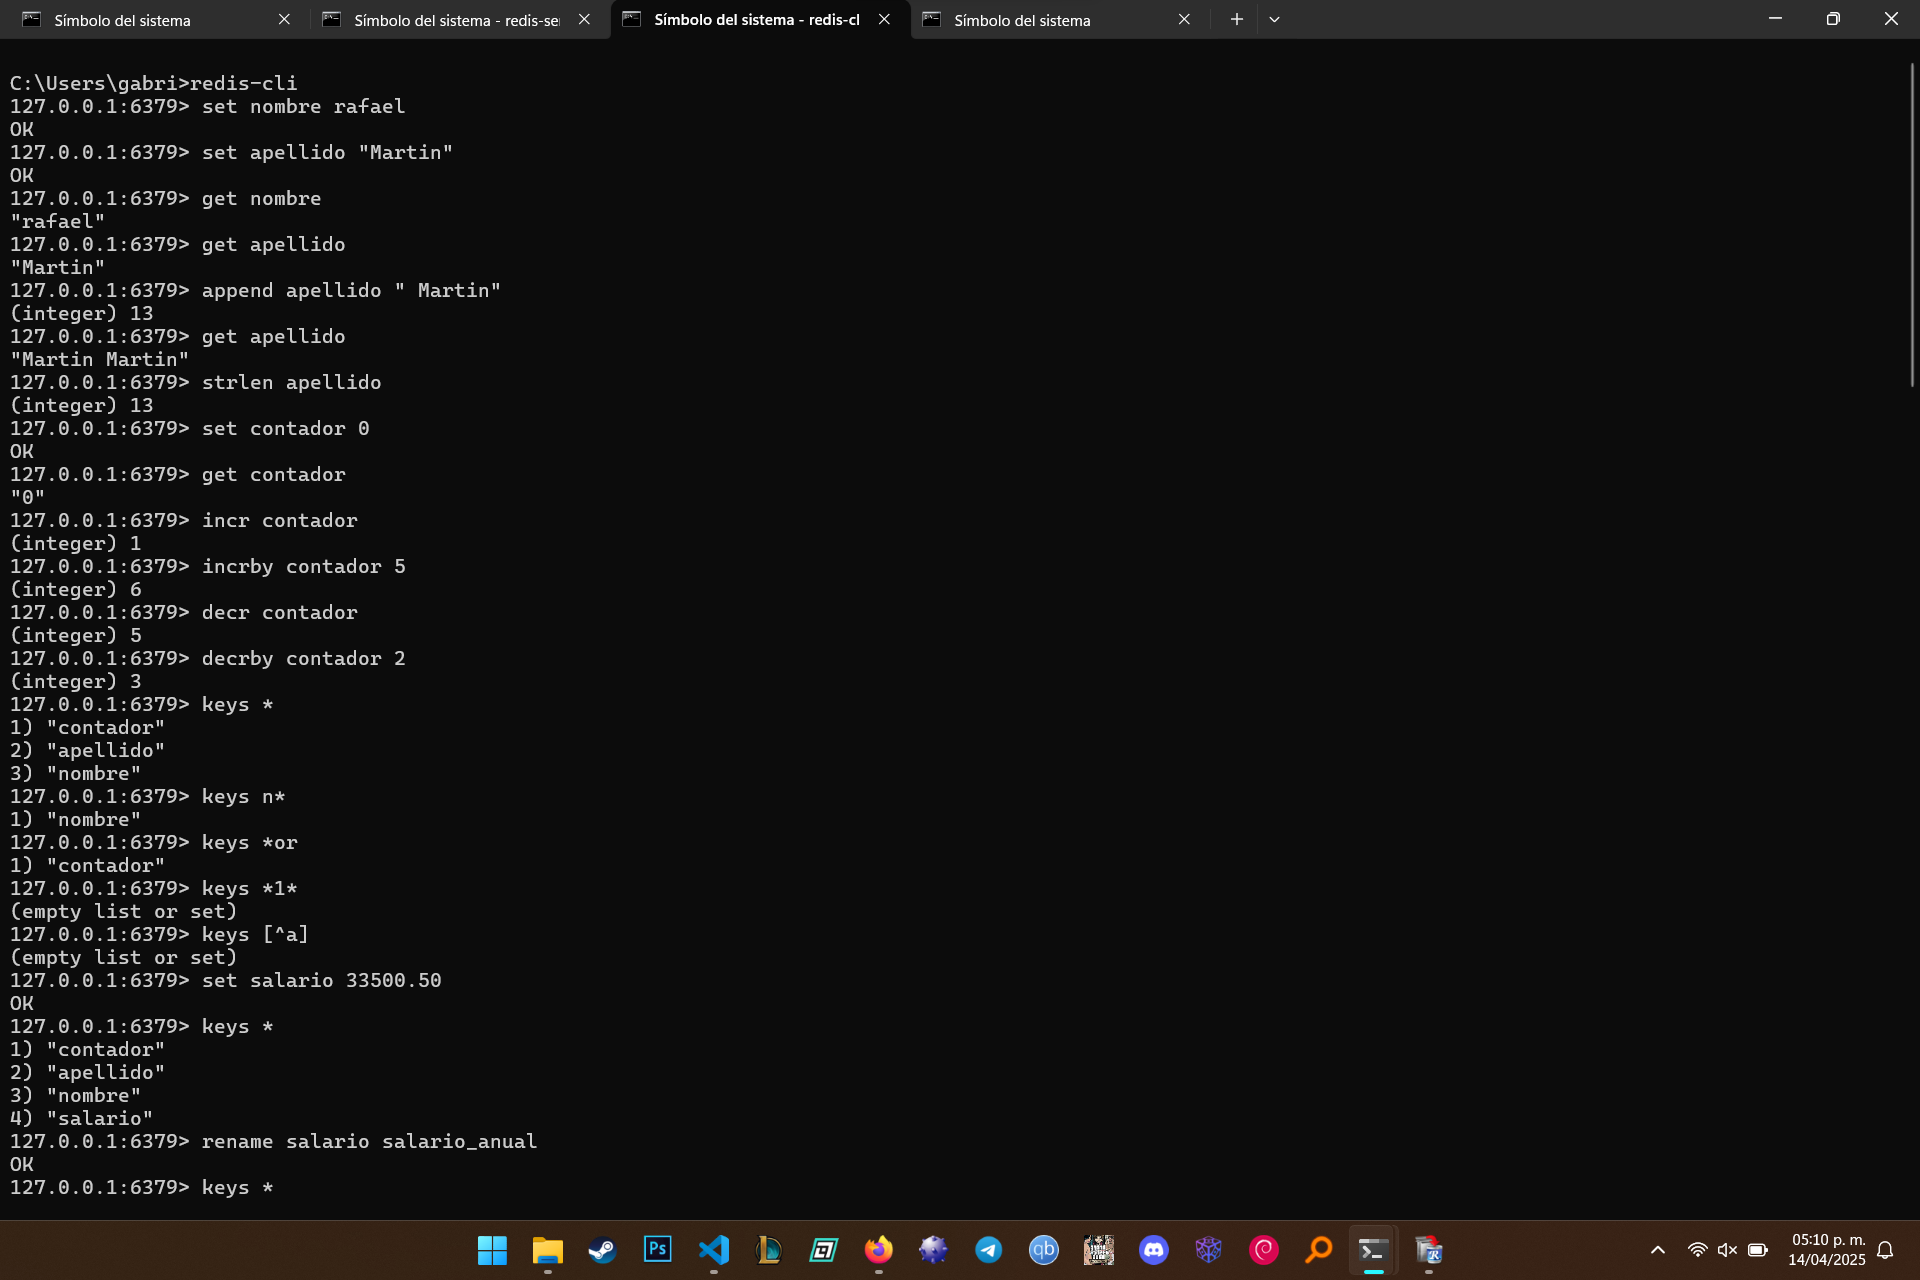 Símbolo del sistema
Símbolo del sistema - redis-se
Símbolo del sistema - redis-cl
Símbolo del sistema
C:\Users\gabri>redis-cli
127.0.0.1:6379> set nombre rafael
OK
127.0.0.1:6379> set apellido "Martin"
OK
127.0.0.1:6379> get nombre
"rafael"
127.0.0.1:6379> get apellido
"Martin"
127.0.0.1:6379> append apellido " Martin"
(integer) 13
127.0.0.1:6379> get apellido
"Martin Martin"
127.0.0.1:6379> strlen apellido
(integer) 13
127.0.0.1:6379> set contador 0
OK
127.0.0.1:6379> get contador
"0"
127.0.0.1:6379> incr contador
(integer) 1
127.0.0.1:6379> incrby contador 5
(integer) 6
127.0.0.1:6379> decr contador
(integer) 5
127.0.0.1:6379> decrby contador 2
(integer) 3
127.0.0.1:6379> keys *
1) "contador"
2) "apellido"
3) "nombre"
127.0.0.1:6379> keys n*
1) "nombre"
127.0.0.1:6379> keys *or
1) "contador"
127.0.0.1:6379> keys *1*
(empty list or set)
127.0.0.1:6379> keys [^a]
(empty list or set)
127.0.0.1:6379> set salario 33500.50
OK
127.0.0.1:6379> keys *
1) "contador"
2) "apellido"
3) "nombre"
4) "salario"
127.0.0.1:6379> rename salario salario_anual
OK
127.0.0.1:6379> keys *
Ps
qb
R
05:10 p. m.
14/04/2025